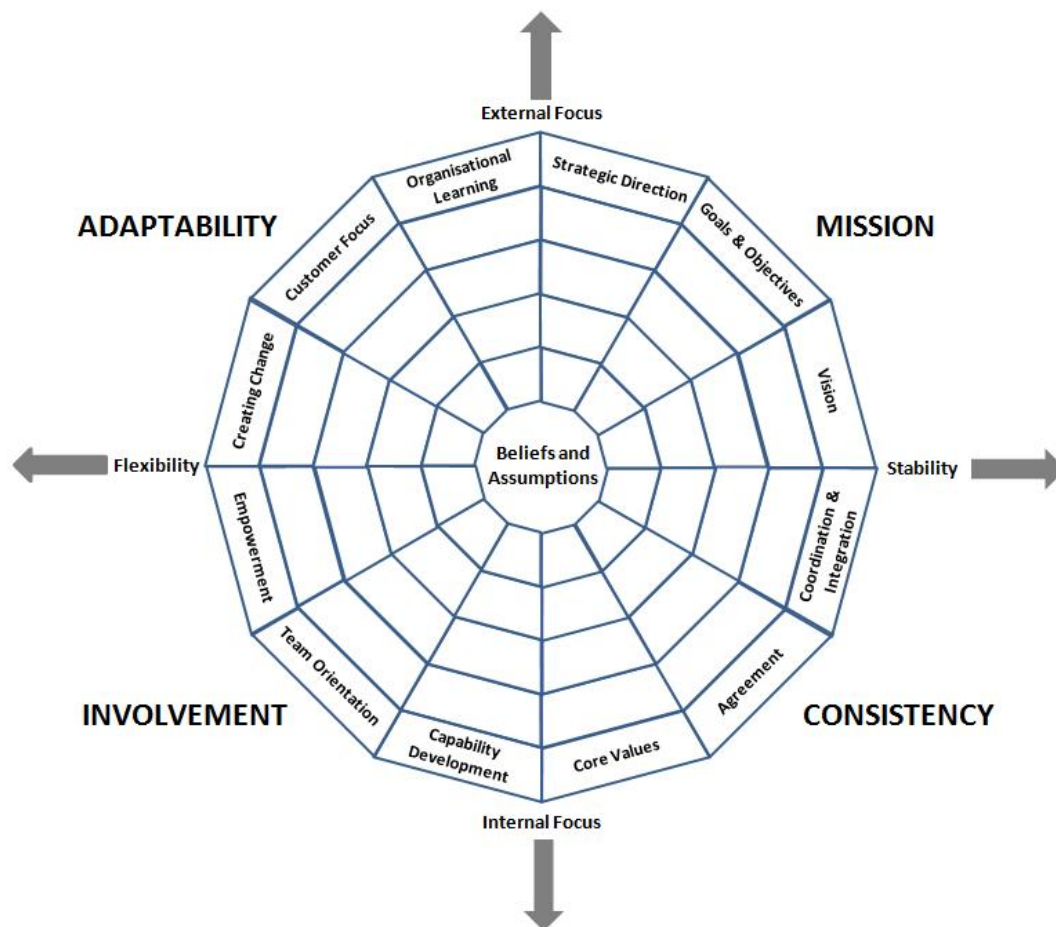 External Focus
Organisational
Learning
Strategic Direction
ADAPTABILITY
MISSION
Customer Focus
Goals & Objectives
Creating Change
Vision
Beliefs and
Assumptions
Flexibility
Stability
Empowerment
Coordination &
Integration
Team Orientation
Agreement
INVOLVEMENT
CONSISTENCY
Capability
Development
Core Values
Internal Focus